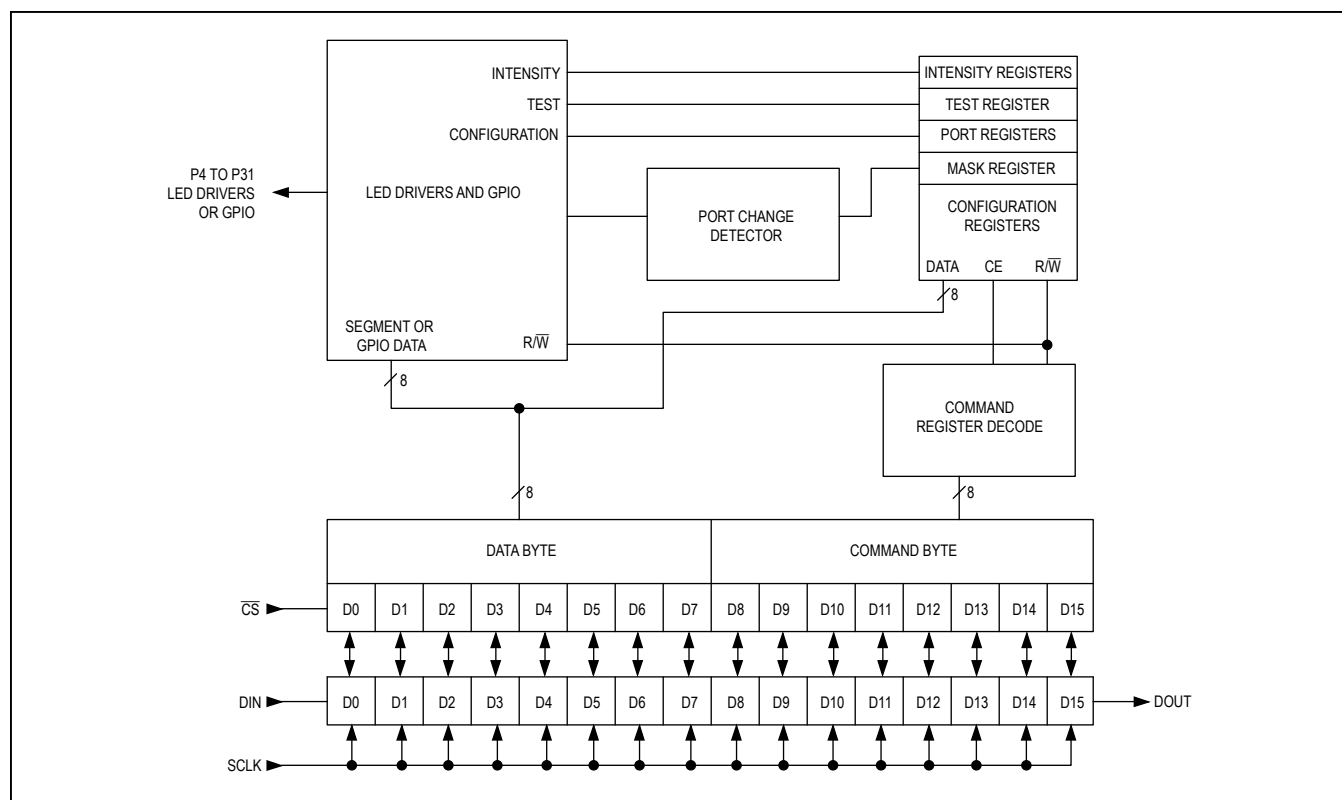 INTENSITY
TEST
CONFIGURATION
INTENSITY REGISTERS
TEST REGISTER
PORT REGISTERS
MASK REGISTER
CONFIGURATION
REGISTERS
DATA CE R/W̅
8
P4 TO P31
LED DRIVERS
OR GPIO
LED DRIVERS AND GPIO
PORT CHANGE
DETECTOR
SEGMENT OR
GPIO DATA
R/W̅
8
COMMAND
REGISTER DECODE
8
8
DATA BYTE
COMMAND BYTE
C̅S̅
D0 D1 D2 D3 D4 D5 D6 D7 D8 D9 D10 D11 D12 D13 D14 D15
DIN
D0 D1 D2 D3 D4 D5 D6 D7 D8 D9 D10 D11 D12 D13 D14 D15
DOUT
SCLK